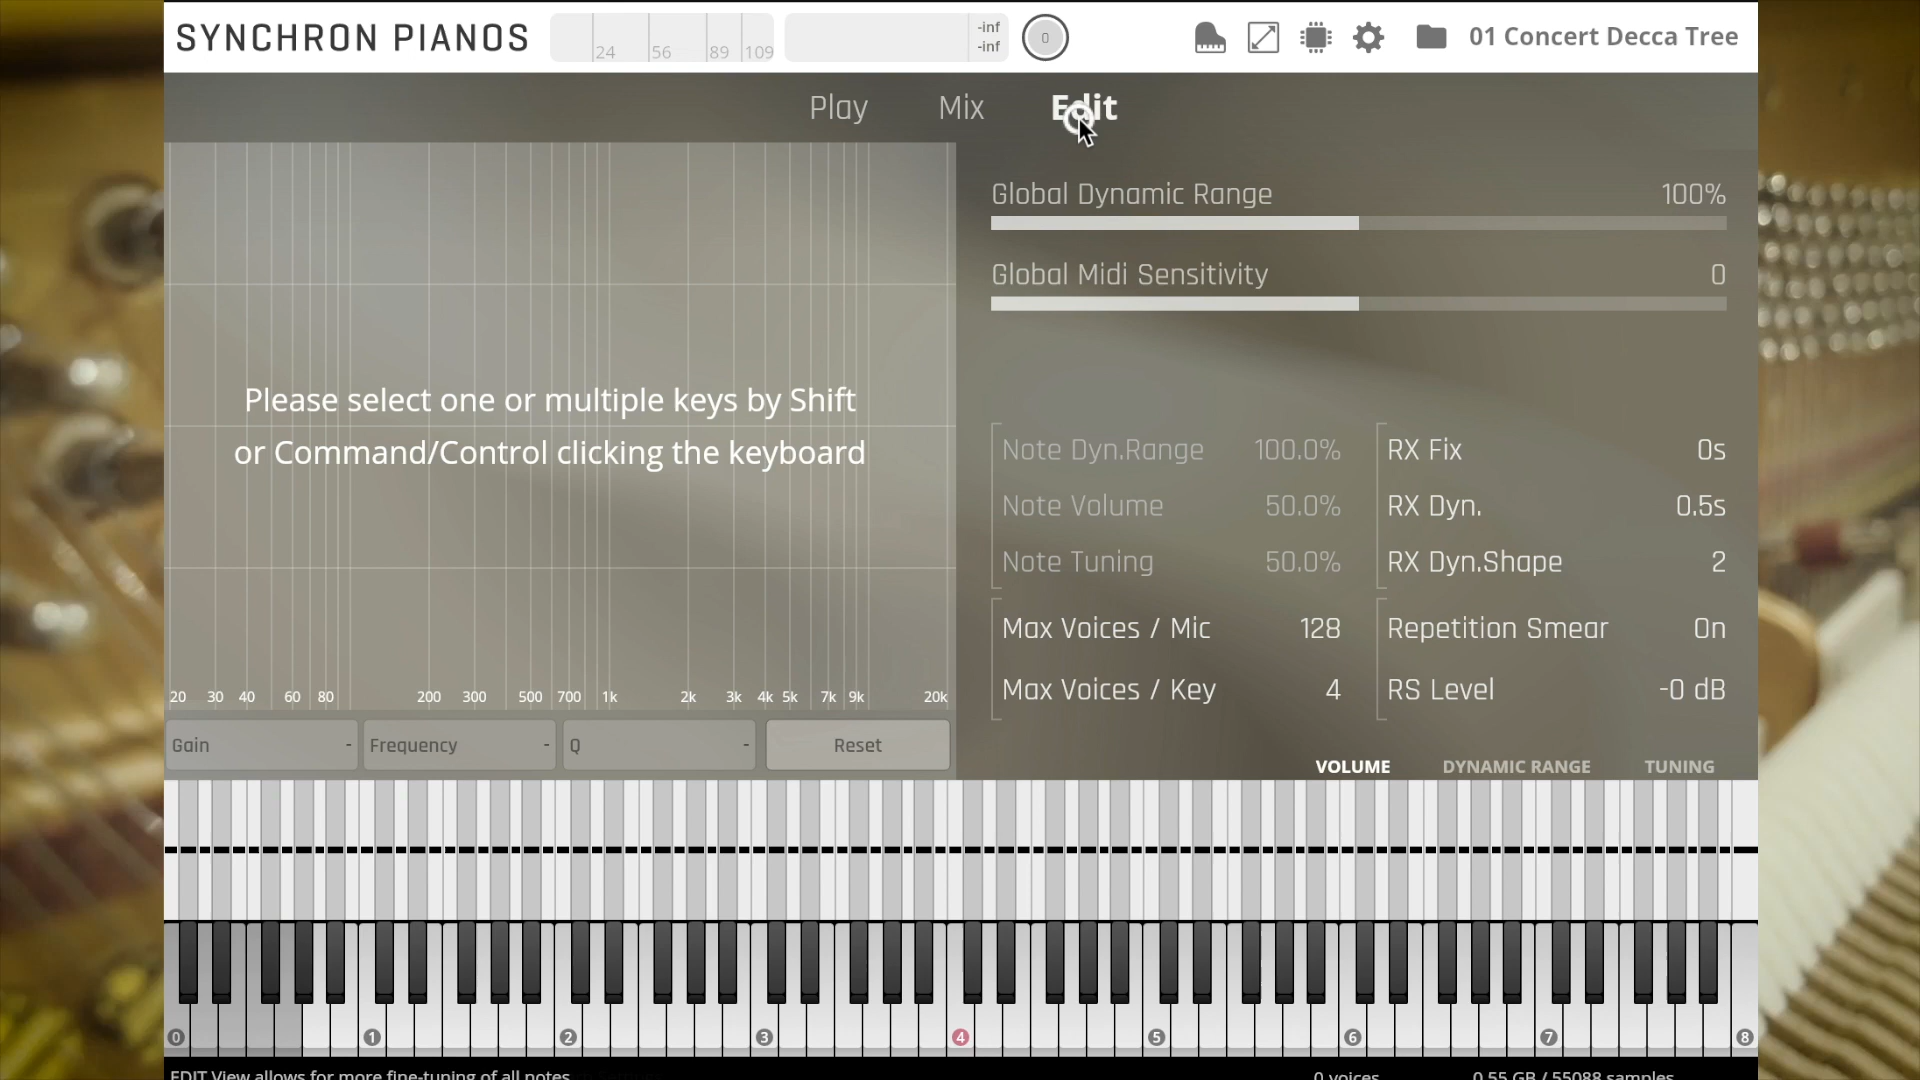 SYNCHRON PIANOS
24 56 89 109
-inf
-inf
0
01 Concert Decca Tree
Play Mix Edit
Global Dynamic Range 100%
Global Midi Sensitivity 0
Please select one or multiple keys by Shift
or Command/Control clicking the keyboard
Note Dyn.Range 100.0% RX Fix 0s
Note Volume 50.0% RX Dyn. 0.5s
Note Tuning 50.0% RX Dyn.Shape 2
Max Voices / Mic 128 Repetition Smear On
Max Voices / Key 4 RS Level -0 dB
20 30 40 60 80 200 300 500 700 1k 2k 3k 4k 5k 7k 9k 20k
Gain - Frequency - Q - Reset
VOLUME DYNAMIC RANGE TUNING
0 1 2 3 4 5 6 7 8
EDIT View allows for more fine-tuning of all notes 0 voices 0.55 GB / 55088 samples